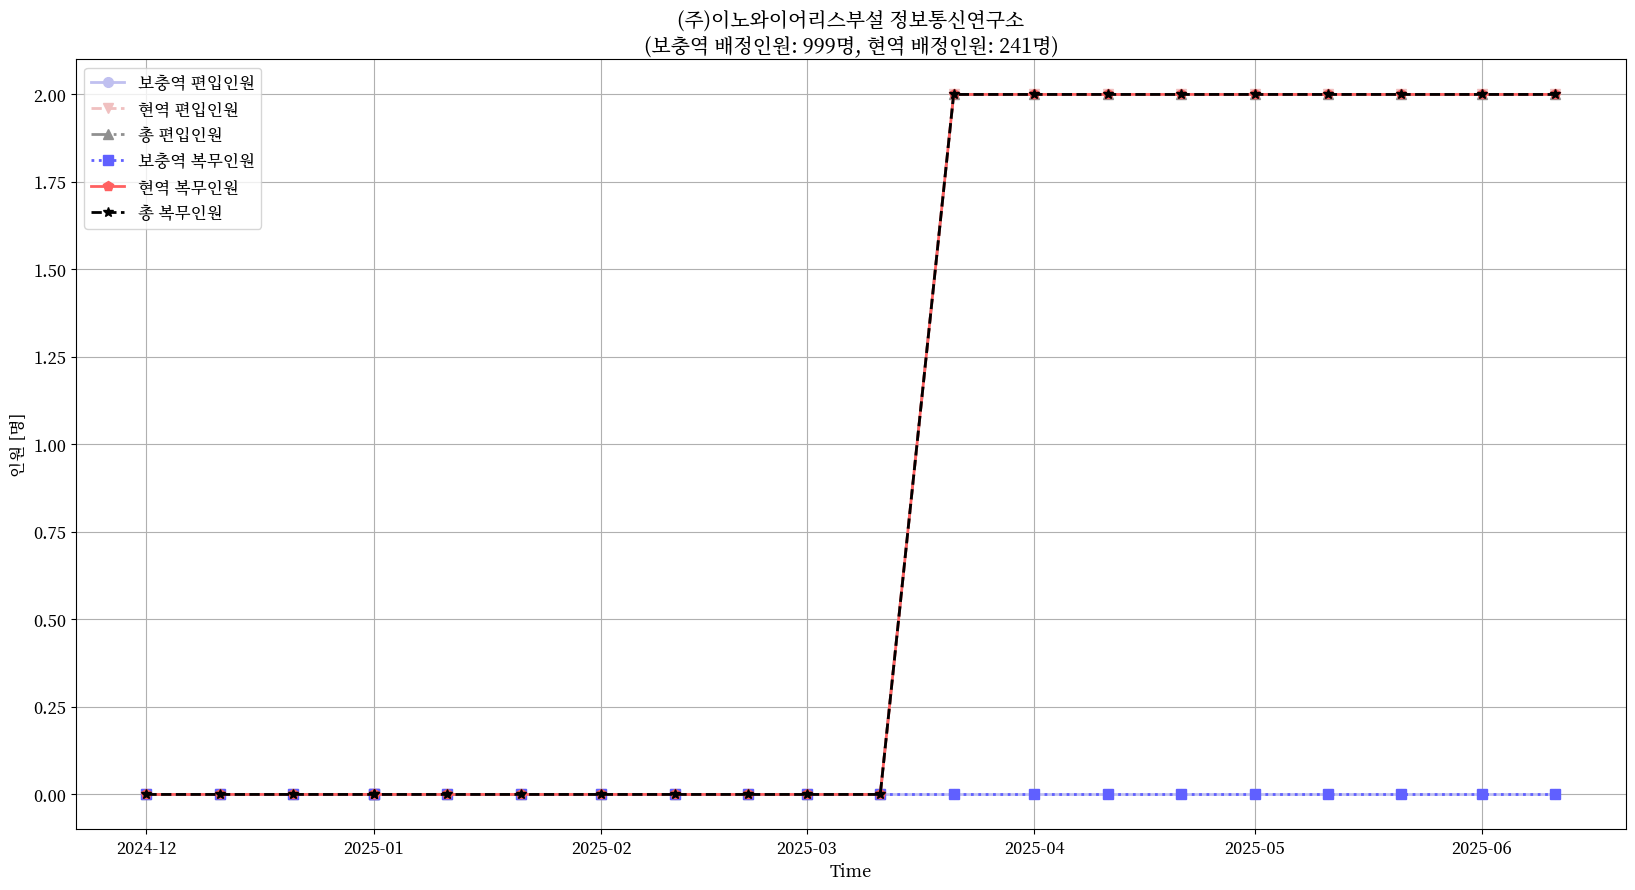 (주)이노와이어리스부설 정보통신연구소
(보충역 배정인원: 999명, 현역 배정인원: 241명)
보충역 편입인원
현역 편입인원
총 편입인원
보충역 복무인원
현역 복무인원
총 복무인원
2.00
1.75
1.50
1.25
1.00
0.75
0.50
0.25
0.00
인원 [명]
2024-12
2025-01
2025-02
2025-03
2025-04
2025-05
2025-06
Time